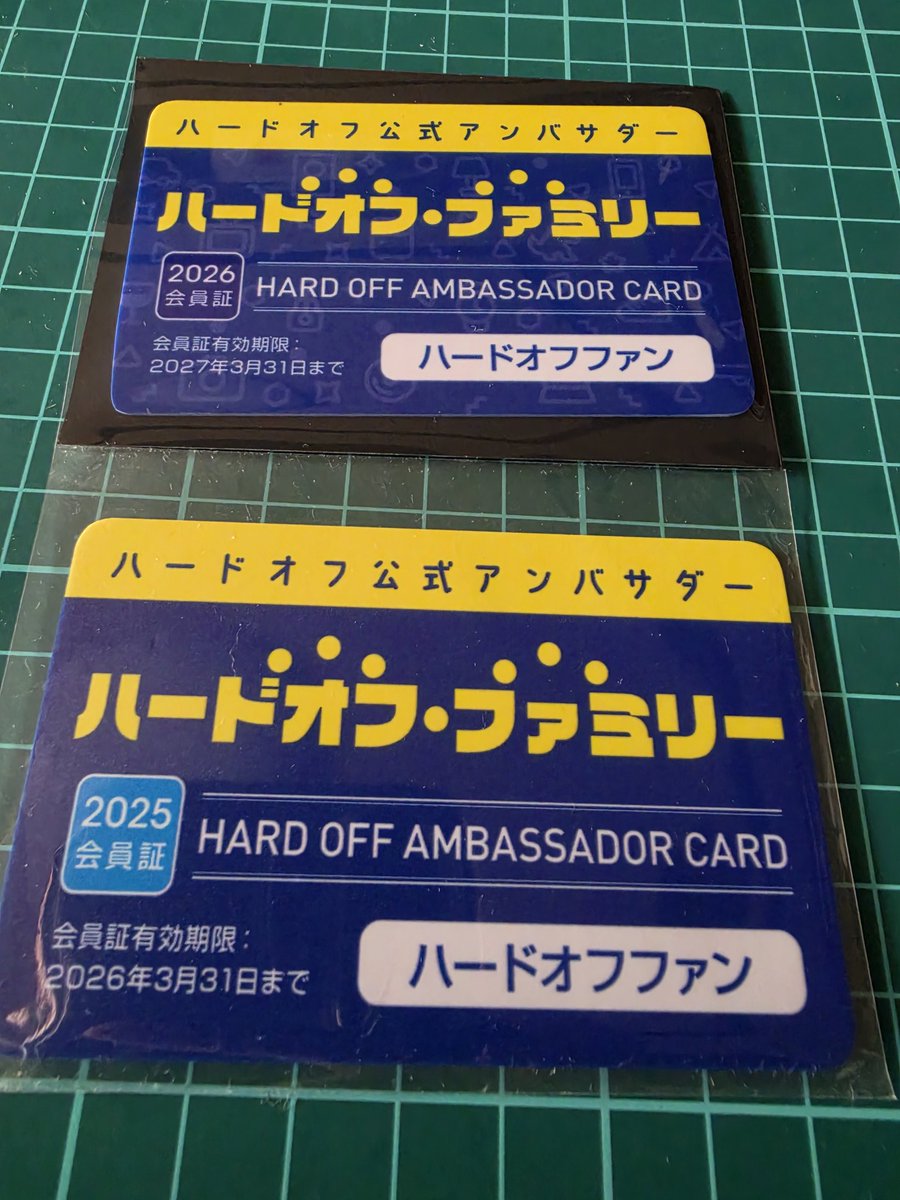 ハードオフ公式アンバサダー
ハードオフ・ファミリー
2026
会員証
HARD OFF AMBASSADOR CARD
会員証有効期限：
2027年3月31日まで
ハードオフファン
ハードオフ公式アンバサダー
ハードオフ・ファミリー
2025
会員証
HARD OFF AMBASSADOR CARD
会員証有効期限：
2026年3月31日まで
ハードオフファン